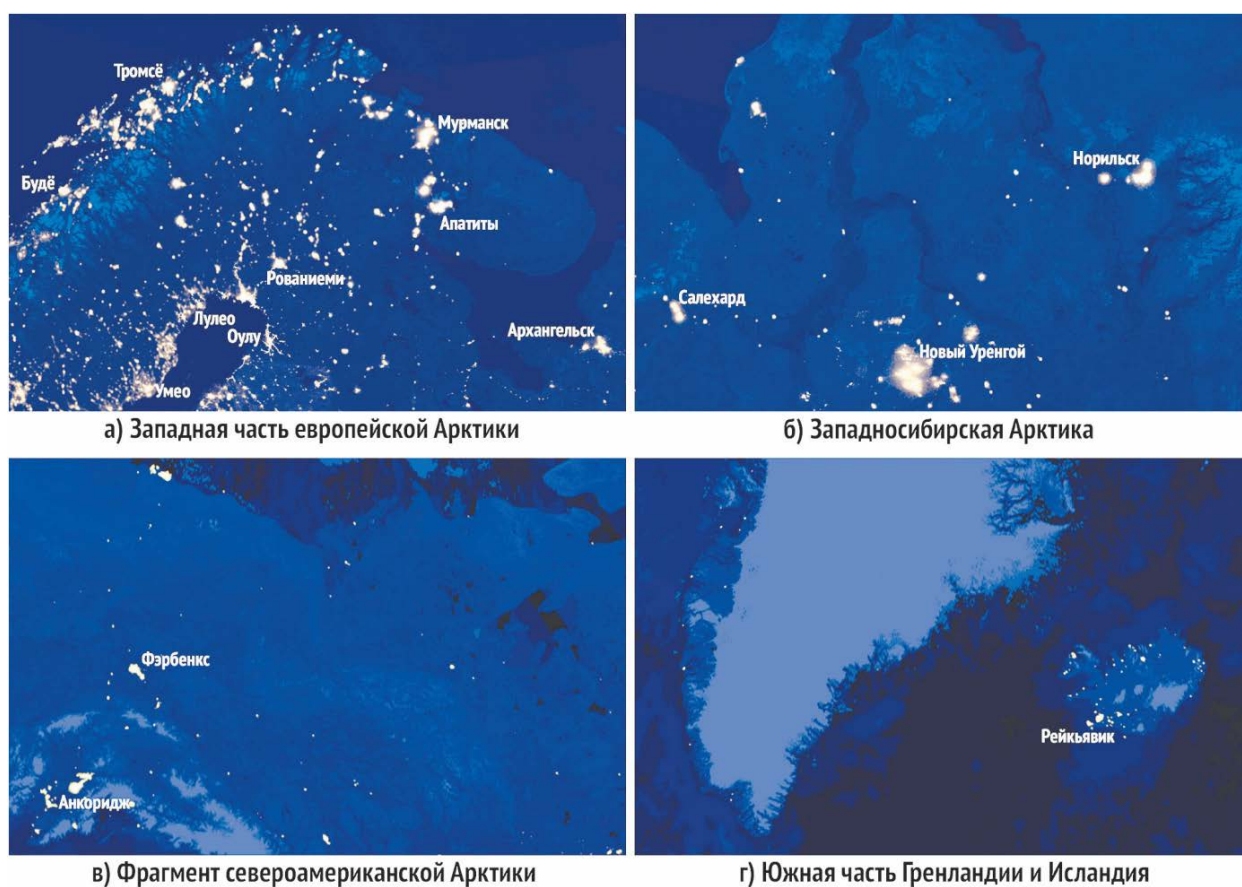 Тромсё
Мурманск
Будё
Апатиты
Рованиеми
Лулео
Оулу
Архангельск
Умео
а) Западная часть европейской Арктики
Норильск
Салехард
Новый Уренгой
б) Западносибирская Арктика
Фэрбенкс
Анкоридж
в) Фрагмент североамериканской Арктики
Рейкьявик
г) Южная часть Гренландии и Исландия